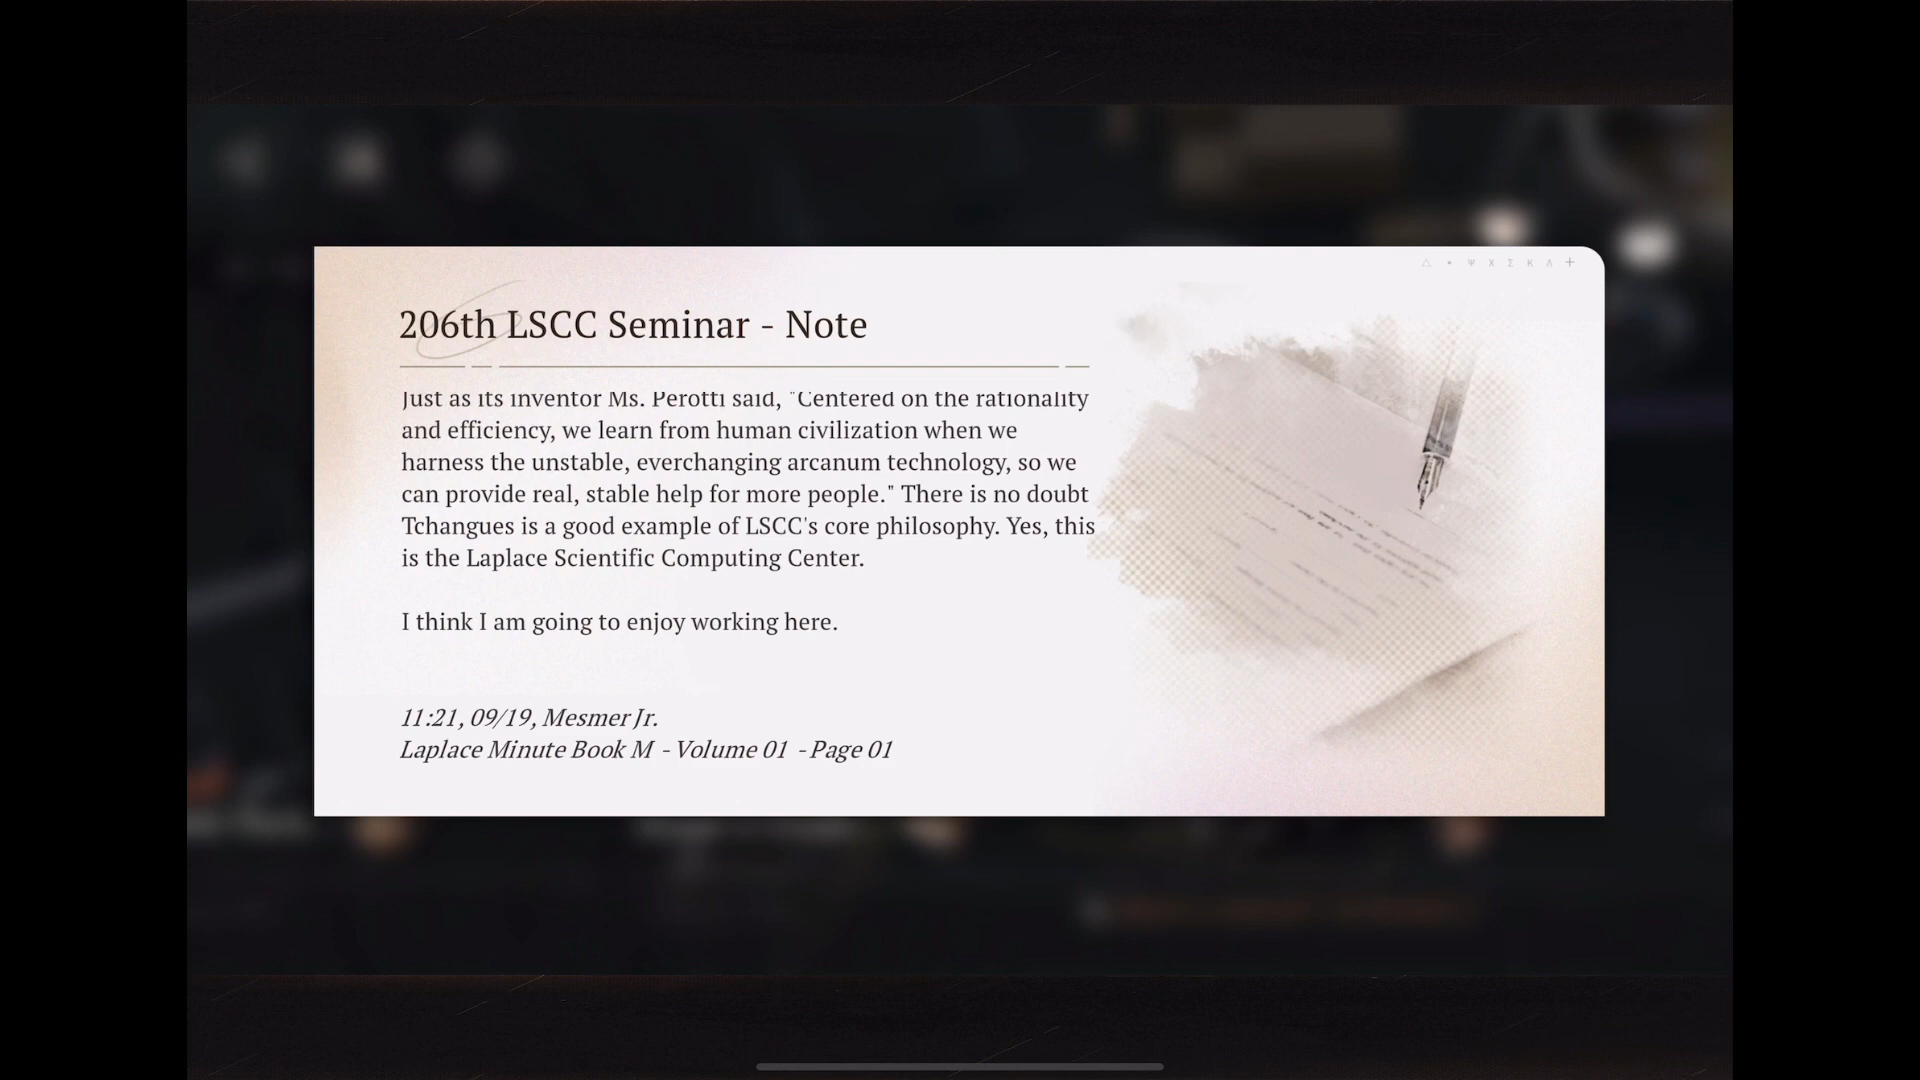 △ • Ψ X Σ K Λ +
206th LSCC Seminar - Note
Just as its inventor Ms. Perotti said, "Centered on the rationality
and efficiency, we learn from human civilization when we
harness the unstable, everchanging arcanum technology, so we
can provide real, stable help for more people." There is no doubt
Tchangues is a good example of LSCC's core philosophy. Yes, this
is the Laplace Scientific Computing Center.
I think I am going to enjoy working here.
11:21, 09/19, Mesmer Jr.
Laplace Minute Book M - Volume 01 - Page 01